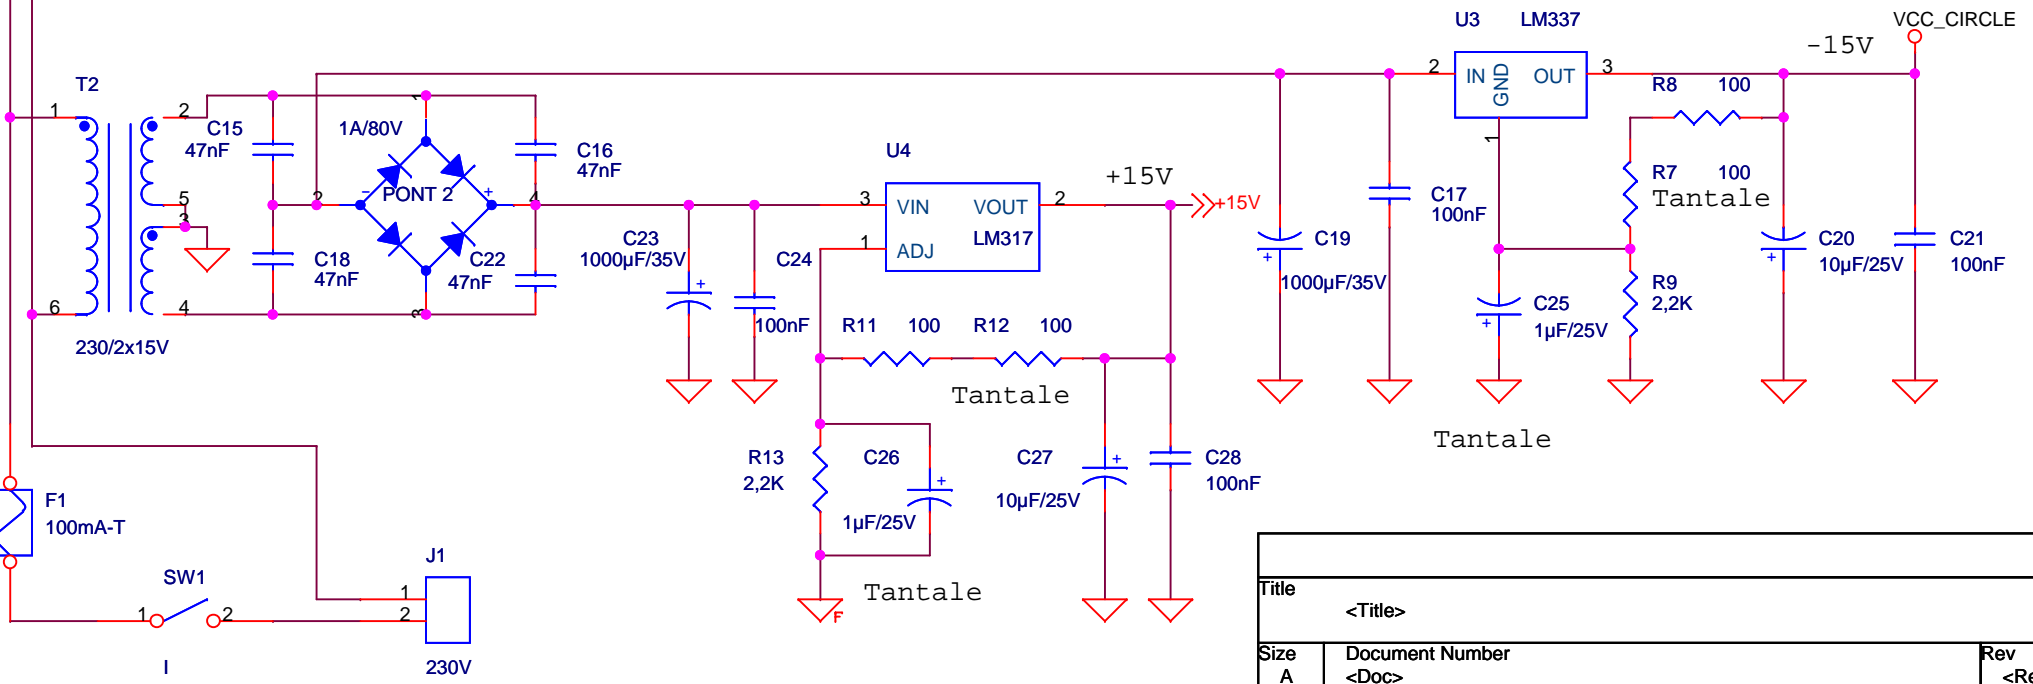 U3 LM337
VCC_CIRCLE
-15V
2 IN GND OUT 3
1
R8 100
T2
1 2
C15
47nF
1A/80V
1
C16
47nF
U4
+15V
R7 100
Tantale
5
3
2 - PONT 2 + 4
3 VIN VOUT 2
+15V
C17
100nF
LM317
1 ADJ
C23
1000µF/35V
+
C24
100nF
C19
+
1000µF/35V
C20
+
10µF/25V
C21
100nF
C18
47nF
C22
47nF
6 4
3
R9
2,2K
C25
+
1µF/25V
230/2x15V
R11 100 R12 100
Tantale
Tantale
R13
2,2K
C26
+
1µF/25V
C27
+
10µF/25V
C28
100nF
F1
100mA-T
J1
SW1
1 2
1
2
Tantale
F
I
230V
Title
<Title>
Size
A
Document Number
<Doc>
Rev
<Re